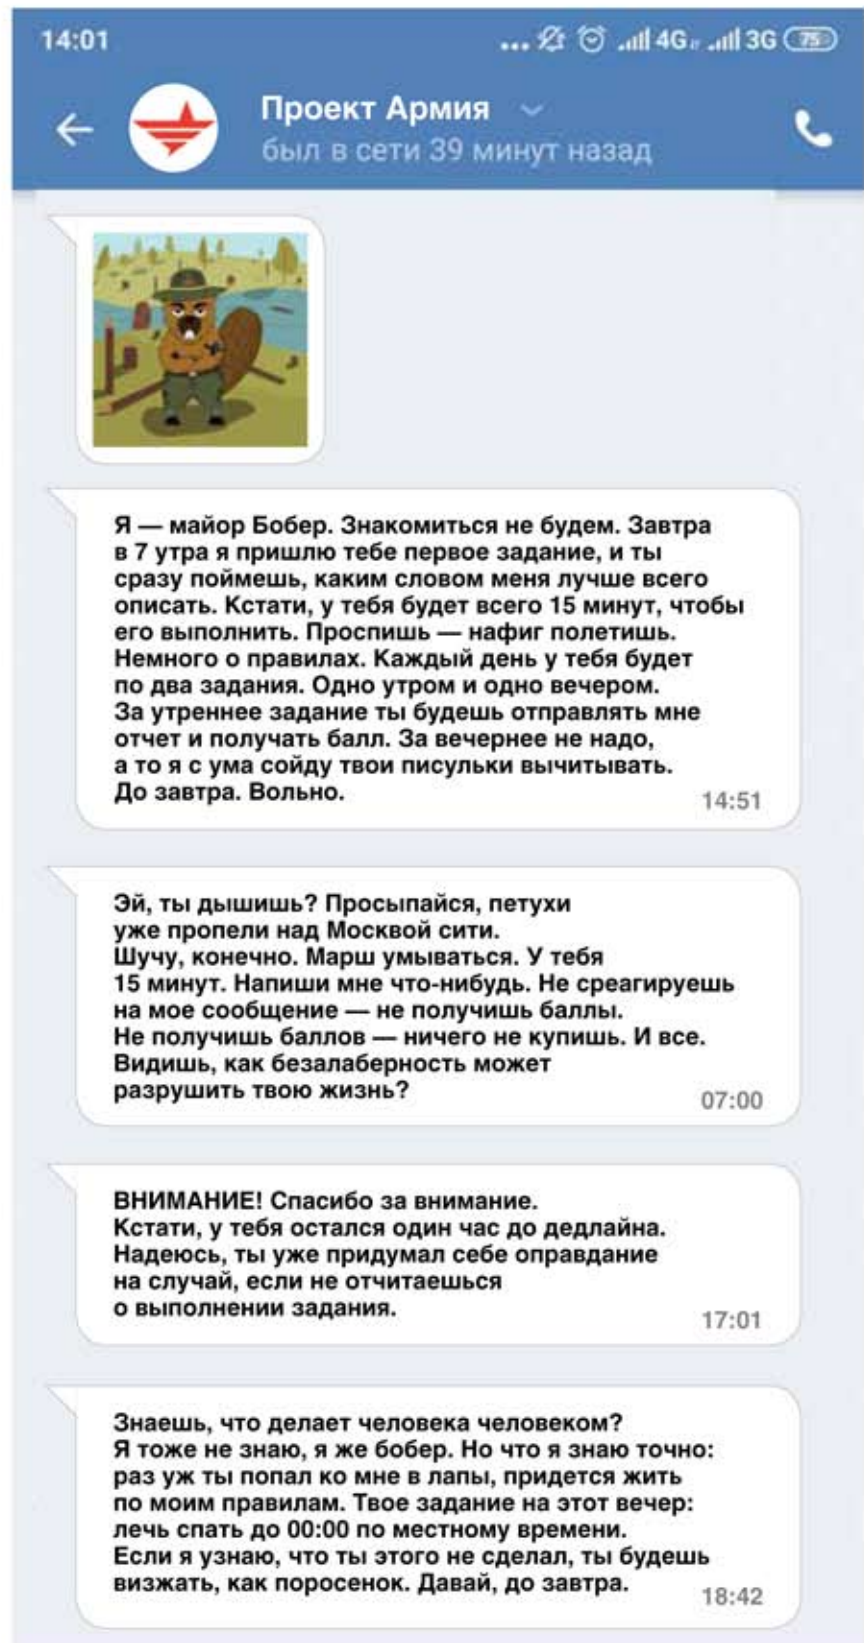 14:01
... 4G .ıll 3G 75
Проект Армия
был в сети 39 минут назад
Я — майор Бобер. Знакомиться не будем. Завтра
в 7 утра я пришлю тебе первое задание, и ты
сразу поймешь, каким словом меня лучше всего
описать. Кстати, у тебя будет всего 15 минут, чтобы
его выполнить. Проспишь — нафиг полетишь.
Немного о правилах. Каждый день у тебя будет
по два задания. Одно утром и одно вечером.
За утреннее задание ты будешь отправлять мне
отчет и получать балл. За вечернее не надо,
а то я с ума сойду твои писульки вычитывать.
До завтра. Вольно.
14:51
Эй, ты дышишь? Просыпайся, петухи
уже пропели над Москвой сити.
Шучу, конечно. Марш умываться. У тебя
15 минут. Напиши мне что-нибудь. Не среагируешь
на мое сообщение — не получишь баллы.
Не получишь баллов — ничего не купишь. И все.
Видишь, как безалаберность может
разрушить твою жизнь?
07:00
ВНИМАНИЕ! Спасибо за внимание.
Кстати, у тебя остался один час до дедлайна.
Надеюсь, ты уже придумал себе оправдание
на случай, если не отчитаешься
о выполнении задания.
17:01
Знаешь, что делает человека человеком?
Я тоже не знаю, я же бобер. Но что я знаю точно:
раз уж ты попал ко мне в лапы, придется жить
по моим правилам. Твое задание на этот вечер:
лечь спать до 00:00 по местному времени.
Если я узнаю, что ты этого не сделал, ты будешь
визжать, как поросенок. Давай, до завтра.
18:42